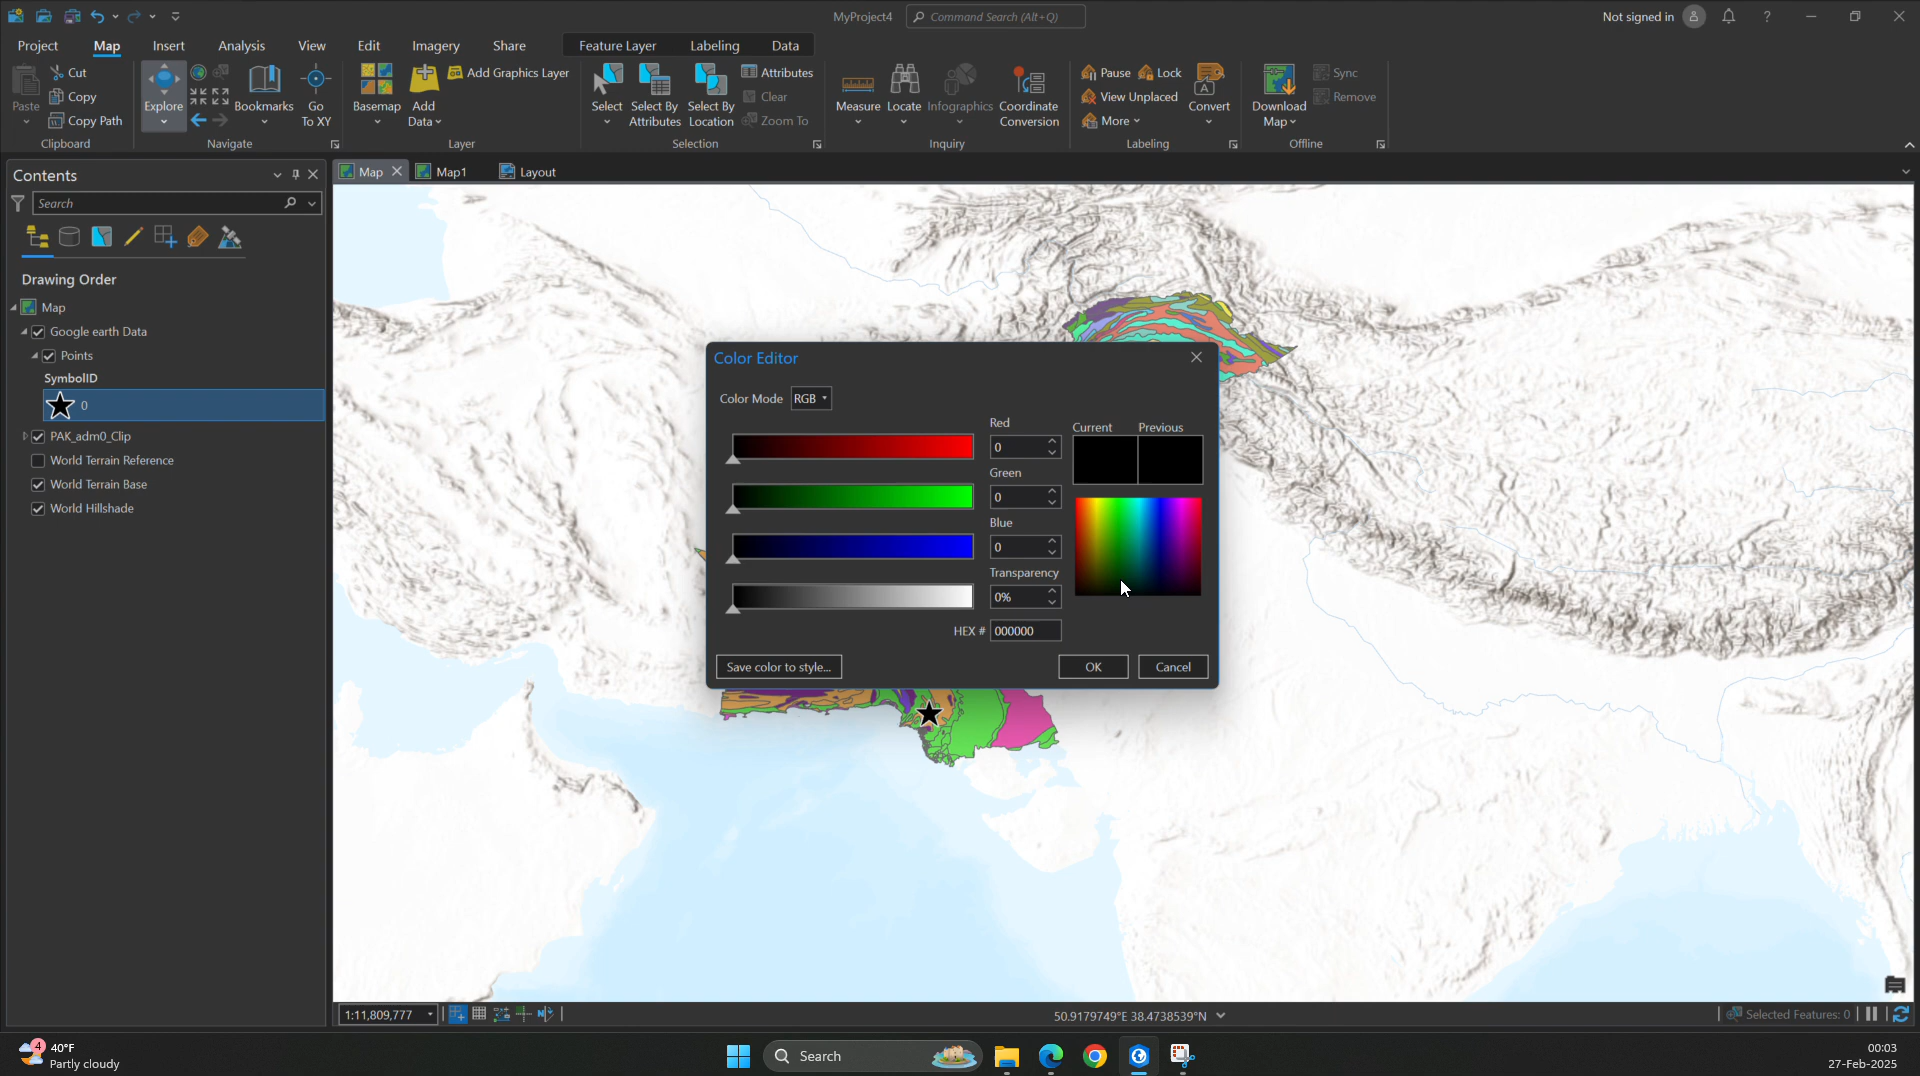 MyProject4
Command Search (Alt+Q)
Not signed in
?
Project
Map
Insert
Analysis
View
Edit
Imagery
Share
Feature Layer
Labeling
Data
Paste
Cut
Copy
Copy Path
Clipboard
Explore
Bookmarks
Go
To XY
Navigate
Basemap
Add
Data
Add Graphics Layer
Layer
Select
Select By
Attributes
Select By
Location
Attributes
Clear
Zoom To
Selection
Measure
Locate
Infographics
Coordinate
Conversion
Inquiry
Pause
Lock
View Unplaced
More
Convert
Labeling
Download
Map
Sync
Remove
Offline
Contents
Search
Drawing Order
Map
Google earth Data
Points
SymbolID
0
PAK_adm0_Clip
World Terrain Reference
World Terrain Base
World Hillshade
Map
Map1
Layout
Color Editor
Color Mode
RGB
Red
0
Green
0
Blue
0
Transparency
0%
HEX #
000000
Current
Previous
Save color to style...
OK
Cancel
1:11,809,777
50.9179749°E 38.4738539°N
Selected Features: 0
4
40°F
Partly cloudy
Search
00:03
27-Feb-2025